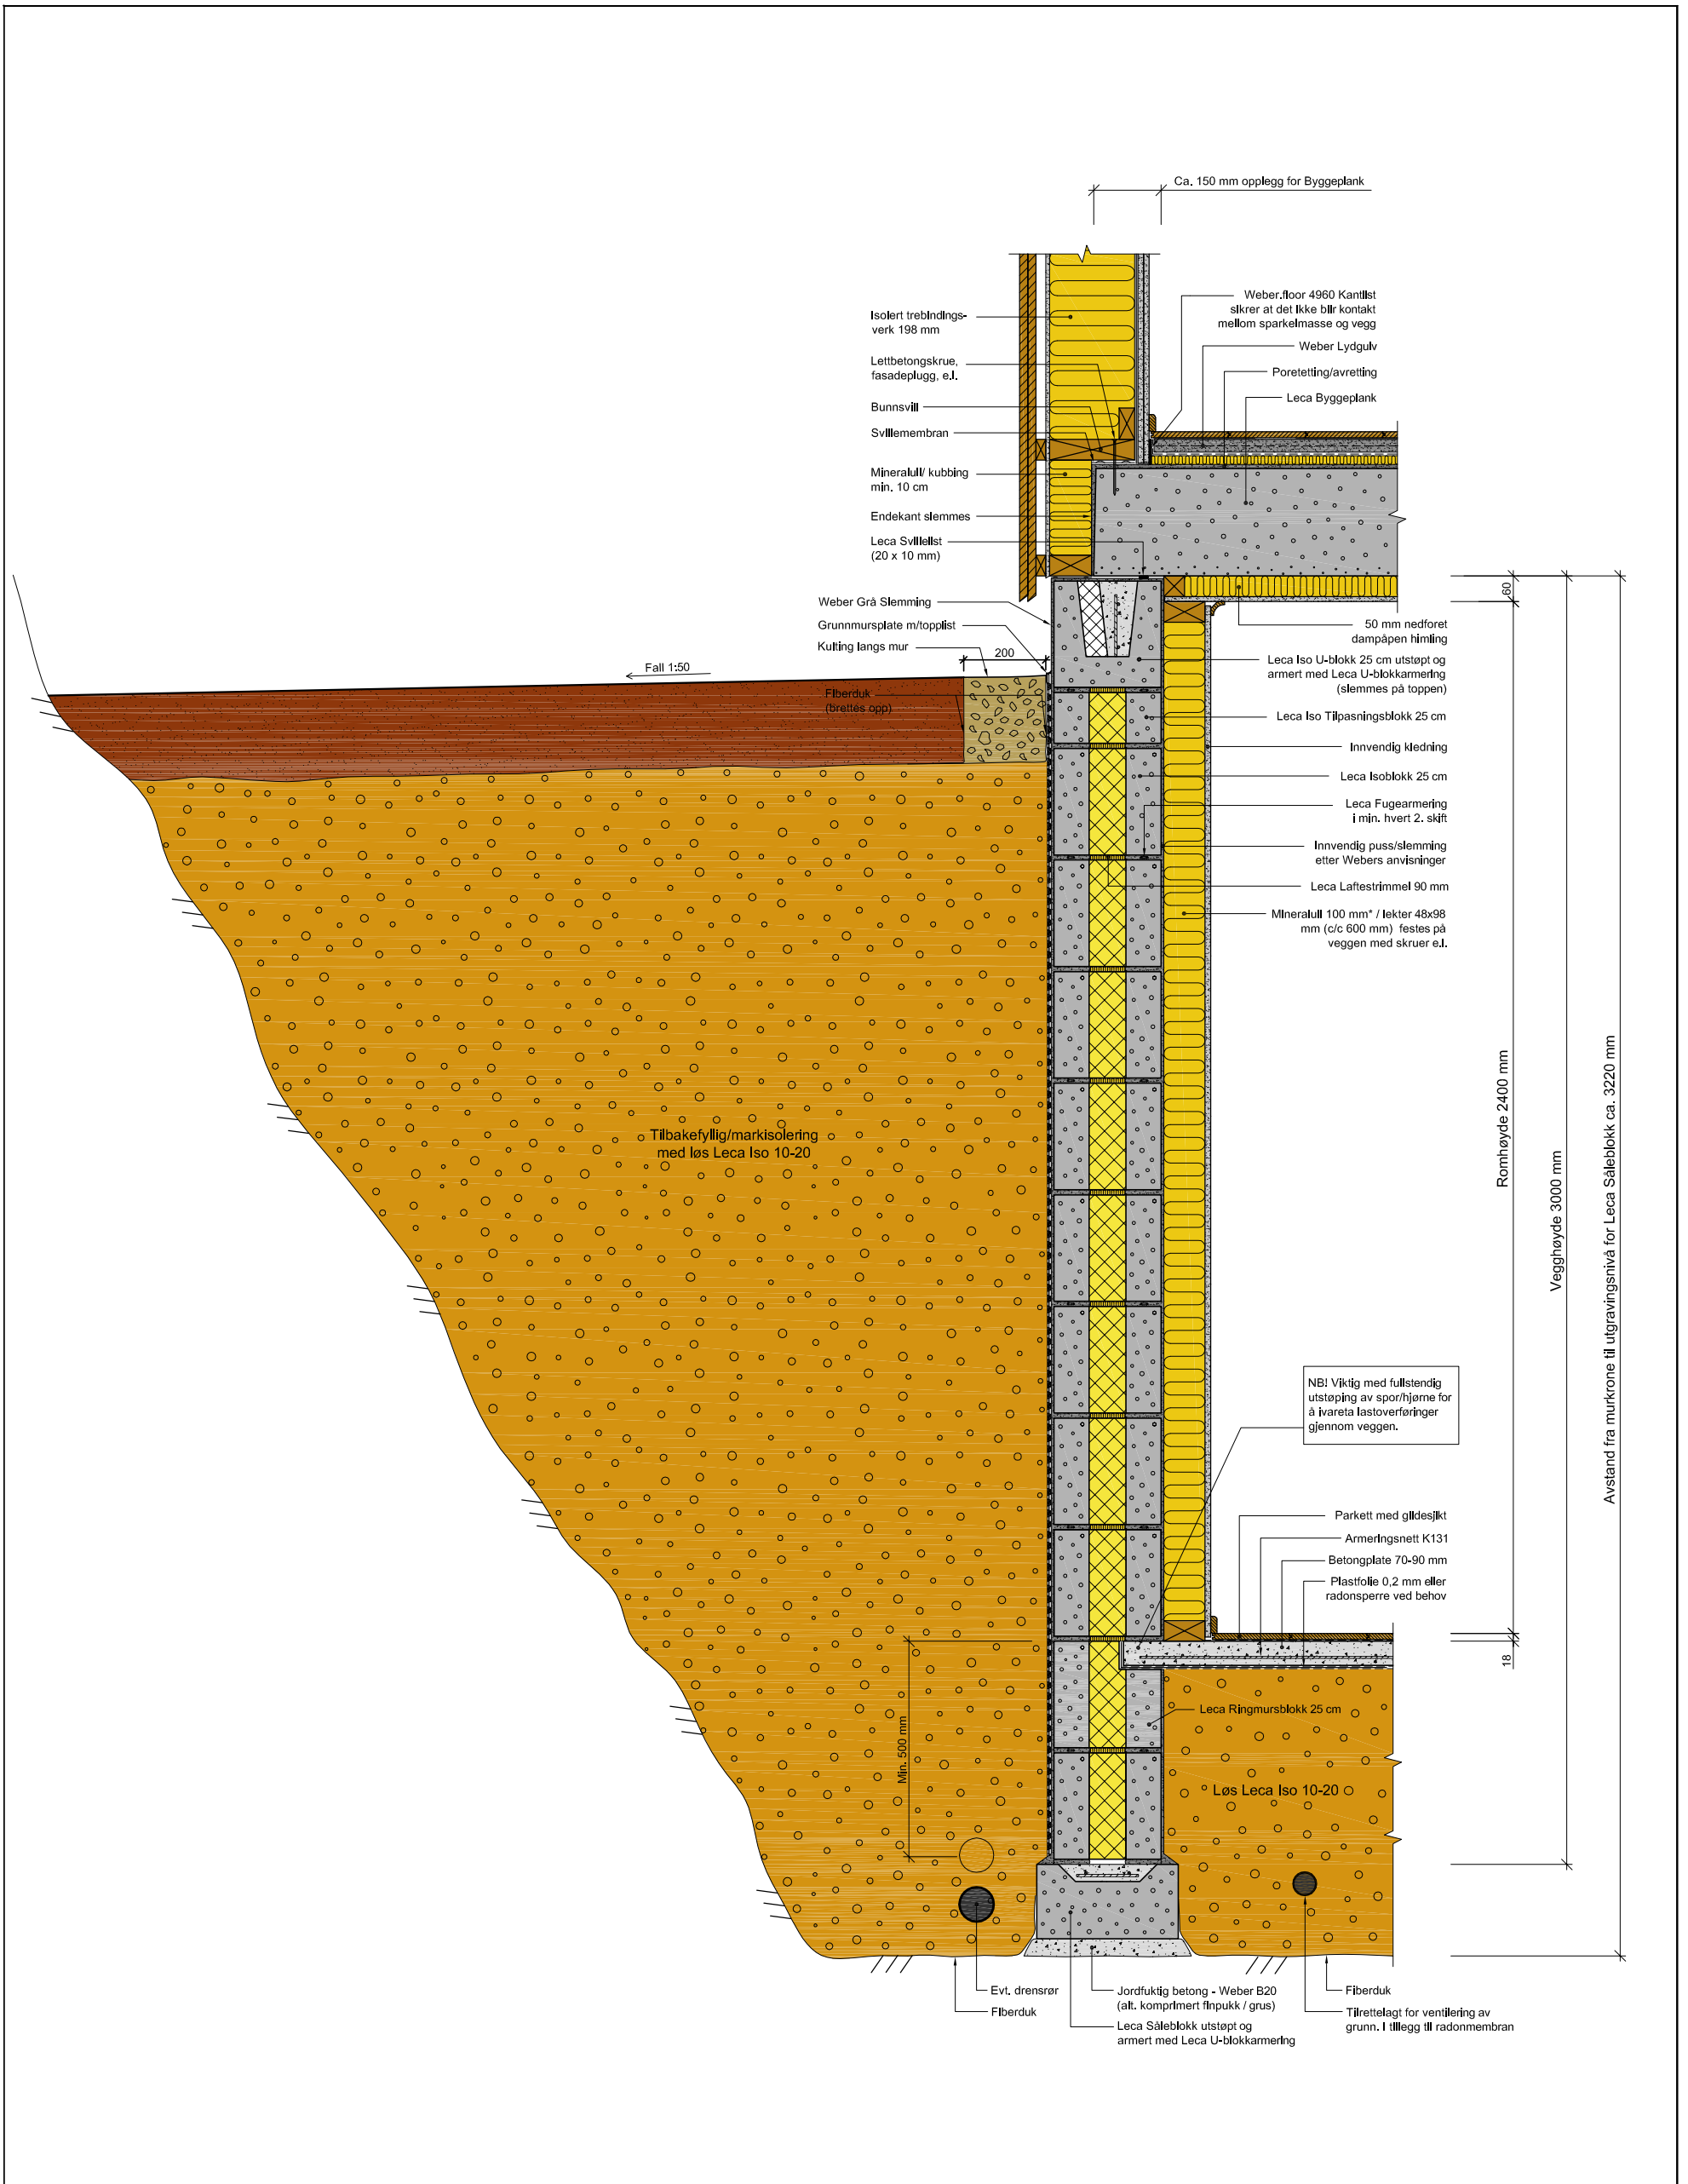 Ca. 150 mm opplegg for Byggeplank
Isolert trebindings-
verk 198 mm
Lettbetongskrue,
fasadeplugg, e.l.
Bunnsvill
Svillemembran
Mineralull/ kubbing
min. 10 cm
Endekant slemmes
Leca Svillelist
(20 x 10 mm)
Weber Grå Slemming
Grunnmursplate m/topplist
Kulting langs mur
200
Fall 1:50
Fiberduk
(brettes opp)
Weber.floor 4960 Kantlist
sikrer at det ikke blir kontakt
mellom sparkelmasse og vegg
Weber Lydgulv
Poretetting/avretting
Leca Byggeplank
60
50 mm nedforet
dampåpen himling
Leca Iso U-blokk 25 cm utstøpt og
armert med Leca U-blokkarmering
(slemmes på toppen)
Leca Iso Tilpasningsblokk 25 cm
Innvendig kledning
Leca Isoblokk 25 cm
Leca Fugearmering
i min. hvert 2. skift
Innvendig puss/slemming
etter Webers anvisninger
Leca Laftestrimmel 90 mm
Mineralull 100 mm* / lekter 48x98
mm (c/c 600 mm) festes på
veggen med skruer e.l.
Tilbakefyllig/markisolering
med løs Leca Iso 10-20
Romhøyde 2400 mm
Vegghøyde 3000 mm
Avstand fra murkrone til utgravingsnivå for Leca Såleblokk ca. 3220 mm
NB! Viktig med fullstendig
utstøping av spor/hjørne for
å ivareta lastoverføringer
gjennom veggen.
Parkett med glidesjikt
Armeringsnett K131
Betongplate 70-90 mm
Plastfolie 0,2 mm eller
radonsperre ved behov
18
Min. 500 mm
Leca Ringmursblokk 25 cm
Løs Leca Iso 10-20
Evt. drensrør
Fiberduk
Jordfuktig betong - Weber B20
(alt. komprimert finpukk / grus)
Leca Såleblokk utstøpt og
armert med Leca U-blokkarmering
Fiberduk
Tilrettelagt for ventilering av
grunn. I tillegg til radonmembran